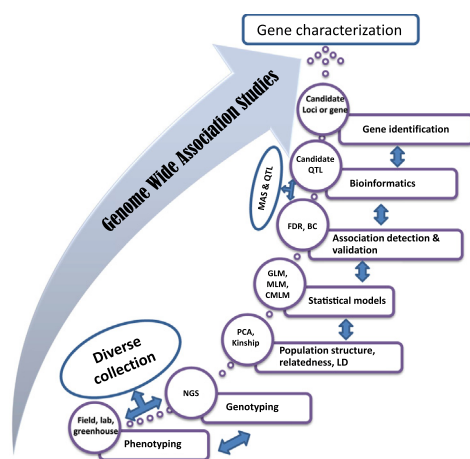 Gene characterization
Genome Wide Association Studies
Candidate
Loci or gene
Gene identification
Candidate
QTL
Bioinformatics
MAS & QTL
FDR, BC
Association detection &
validation
GLM,
MLM,
CMLM
Statistical models
PCA,
Kinship
Population structure,
relatedness, LD
Diverse
collection
NGS
Genotyping
Field, lab,
greenhouse
Phenotyping